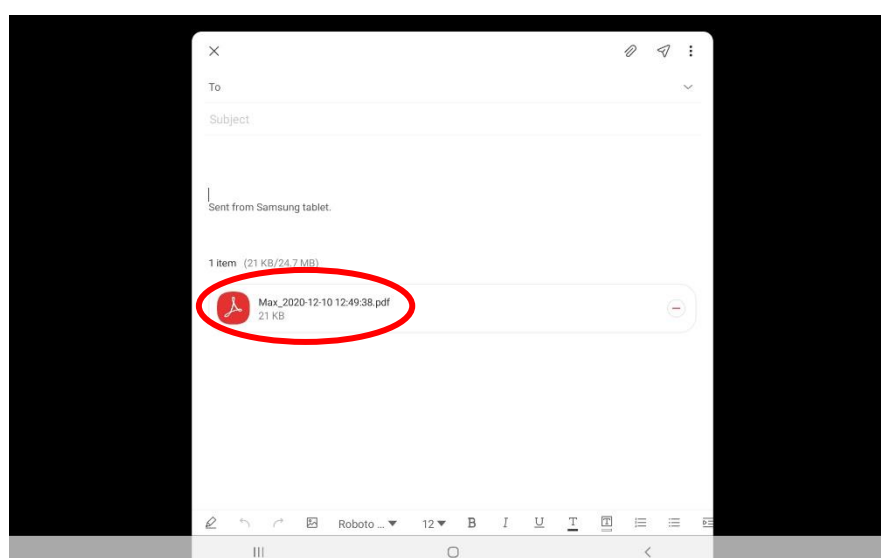 To
Subject
Sent from Samsung tablet.
1 item (21 KB/24.7 MB)
Max_2020-12-10 12:49:38.pdf
21 KB
Roboto ... 12 B I U T T